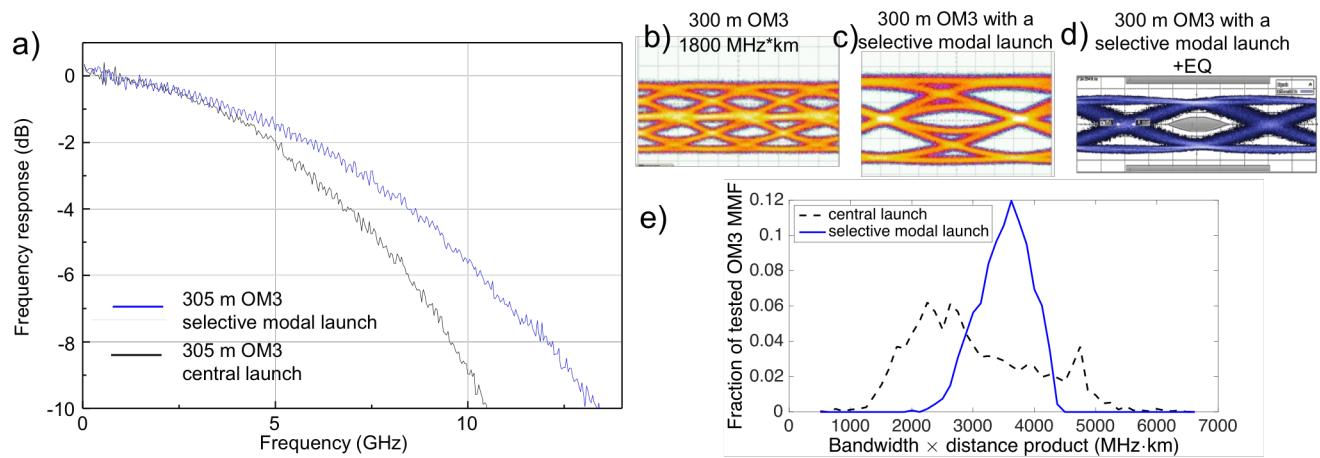 a)
Frequency response (dB)
0
-2
-4
-6
-8
-10
0
5
10
Frequency (GHz)
305 m OM3
selective modal launch
305 m OM3
central launch
b)
300 m OM3
1800 MHz*km
c)
300 m OM3 with a
selective modal launch
d)
300 m OM3 with a
selective modal launch
+EQ
e)
Fraction of tested OM3 MMF
0.12
0.1
0.08
0.06
0.04
0.02
0
central launch
selective modal launch
0
1000
2000
3000
4000
5000
6000
7000
Bandwidth × distance product (MHz·km)